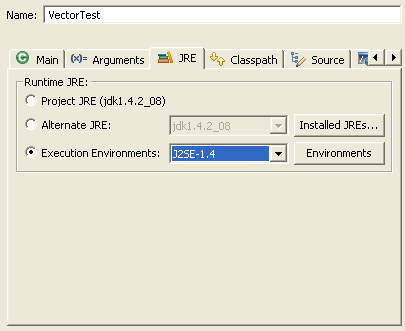 Name: VectorTest
Main (x)= Arguments JRE Classpath Source
Runtime JRE:
Project JRE (jdk1.4.2_08)
Alternate JRE: jdk1.4.2_08 Installed JREs...
Execution Environments: J2SE-1.4 Environments